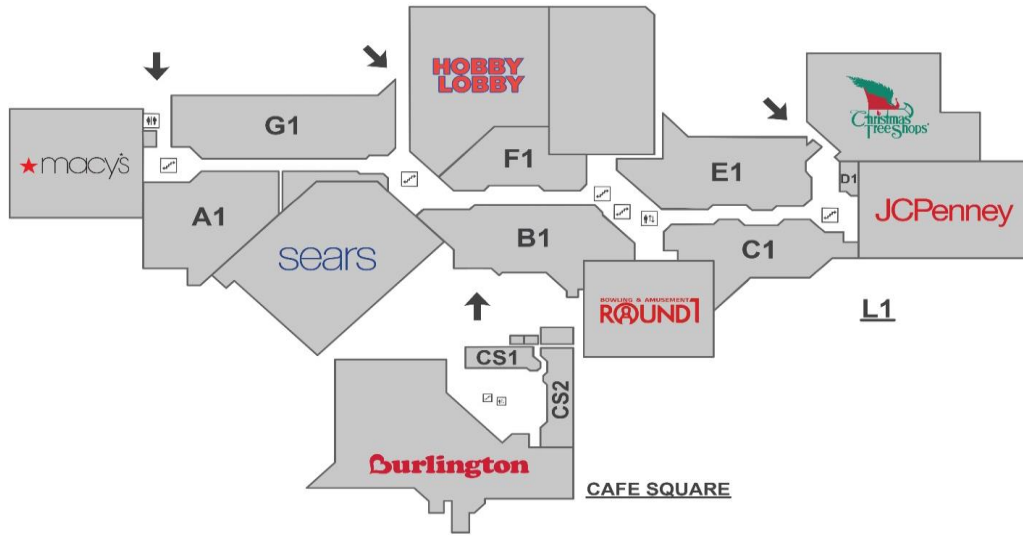 HOBBY
LOBBY
G1
Christmas
Tree Shops
macy's
F1
E1
D1
A1
JCPenney
sears
B1
C1
BOWLING & AMUSEMENT
ROUND1
L1
CS1
CS2
Burlington
CAFE SQUARE